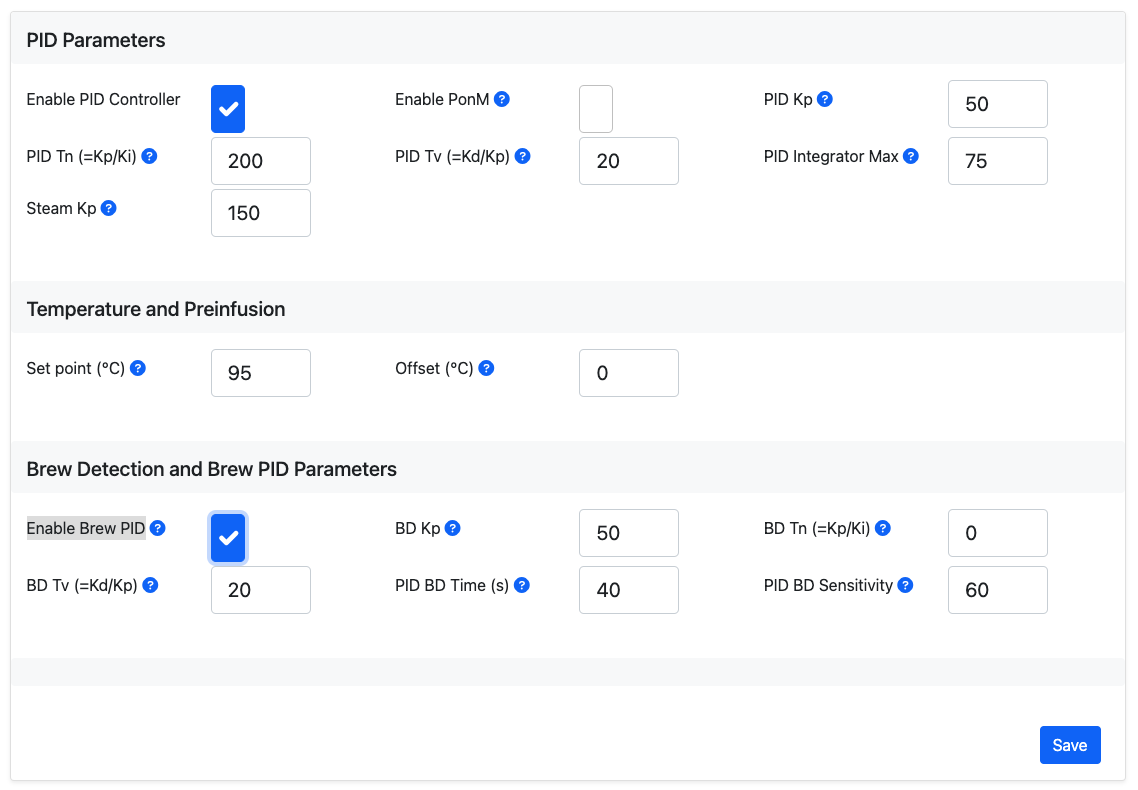 PID Parameters
Enable PID Controller Enable PonM ? PID Kp ? 50
PID Tn (=Kp/Ki) ? 200 PID Tv (=Kd/Kp) ? 20 PID Integrator Max ? 75
Steam Kp ? 150
Temperature and Preinfusion
Set point (°C) ? 95 Offset (°C) ? 0
Brew Detection and Brew PID Parameters
Enable Brew PID ? BD Kp ? 50 BD Tn (=Kp/Ki) ? 0
BD Tv (=Kd/Kp) ? 20 PID BD Time (s) ? 40 PID BD Sensitivity ? 60
Save